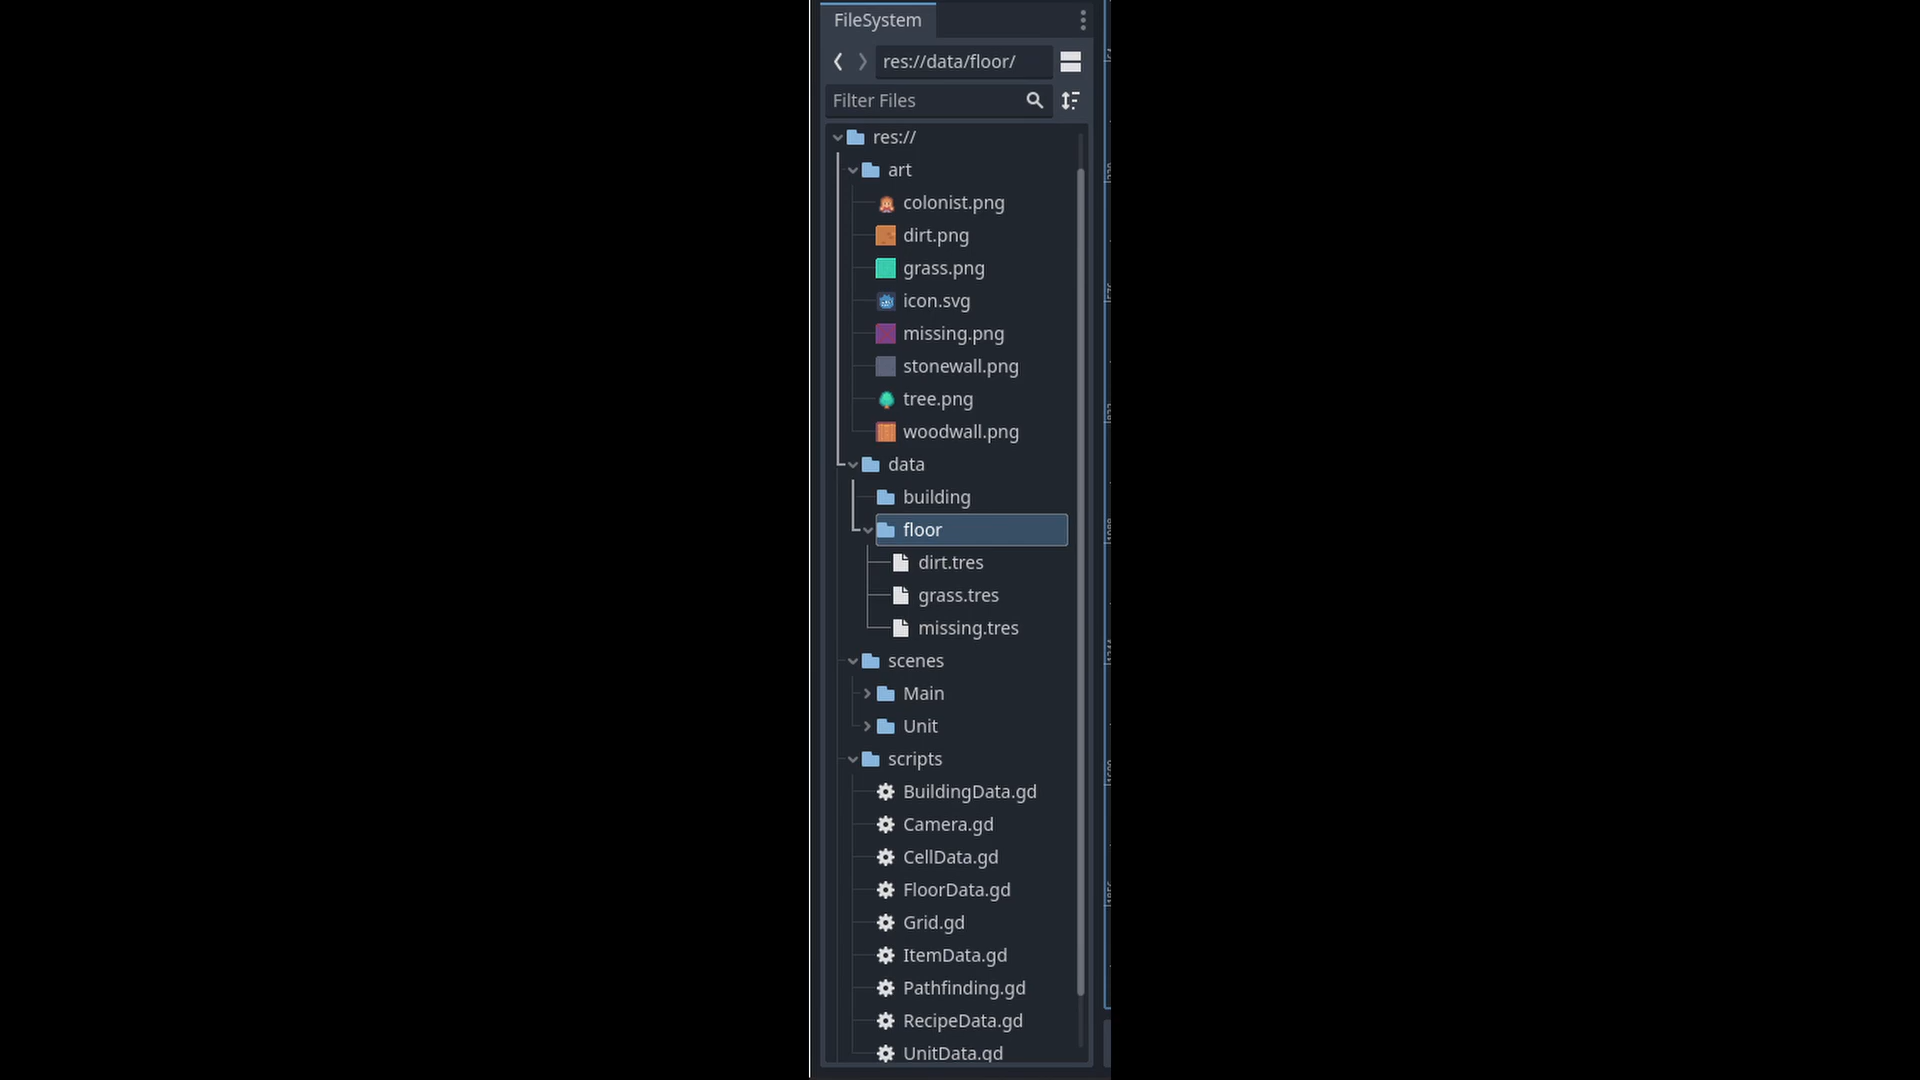 FileSystem
res://data/floor/
Filter Files
res://
art
colonist.png
dirt.png
grass.png
icon.svg
missing.png
stonewall.png
tree.png
woodwall.png
data
building
floor
dirt.tres
grass.tres
missing.tres
scenes
Main
Unit
scripts
BuildingData.gd
Camera.gd
CellData.gd
FloorData.gd
Grid.gd
ItemData.gd
Pathfinding.gd
RecipeData.gd
UnitData.gd